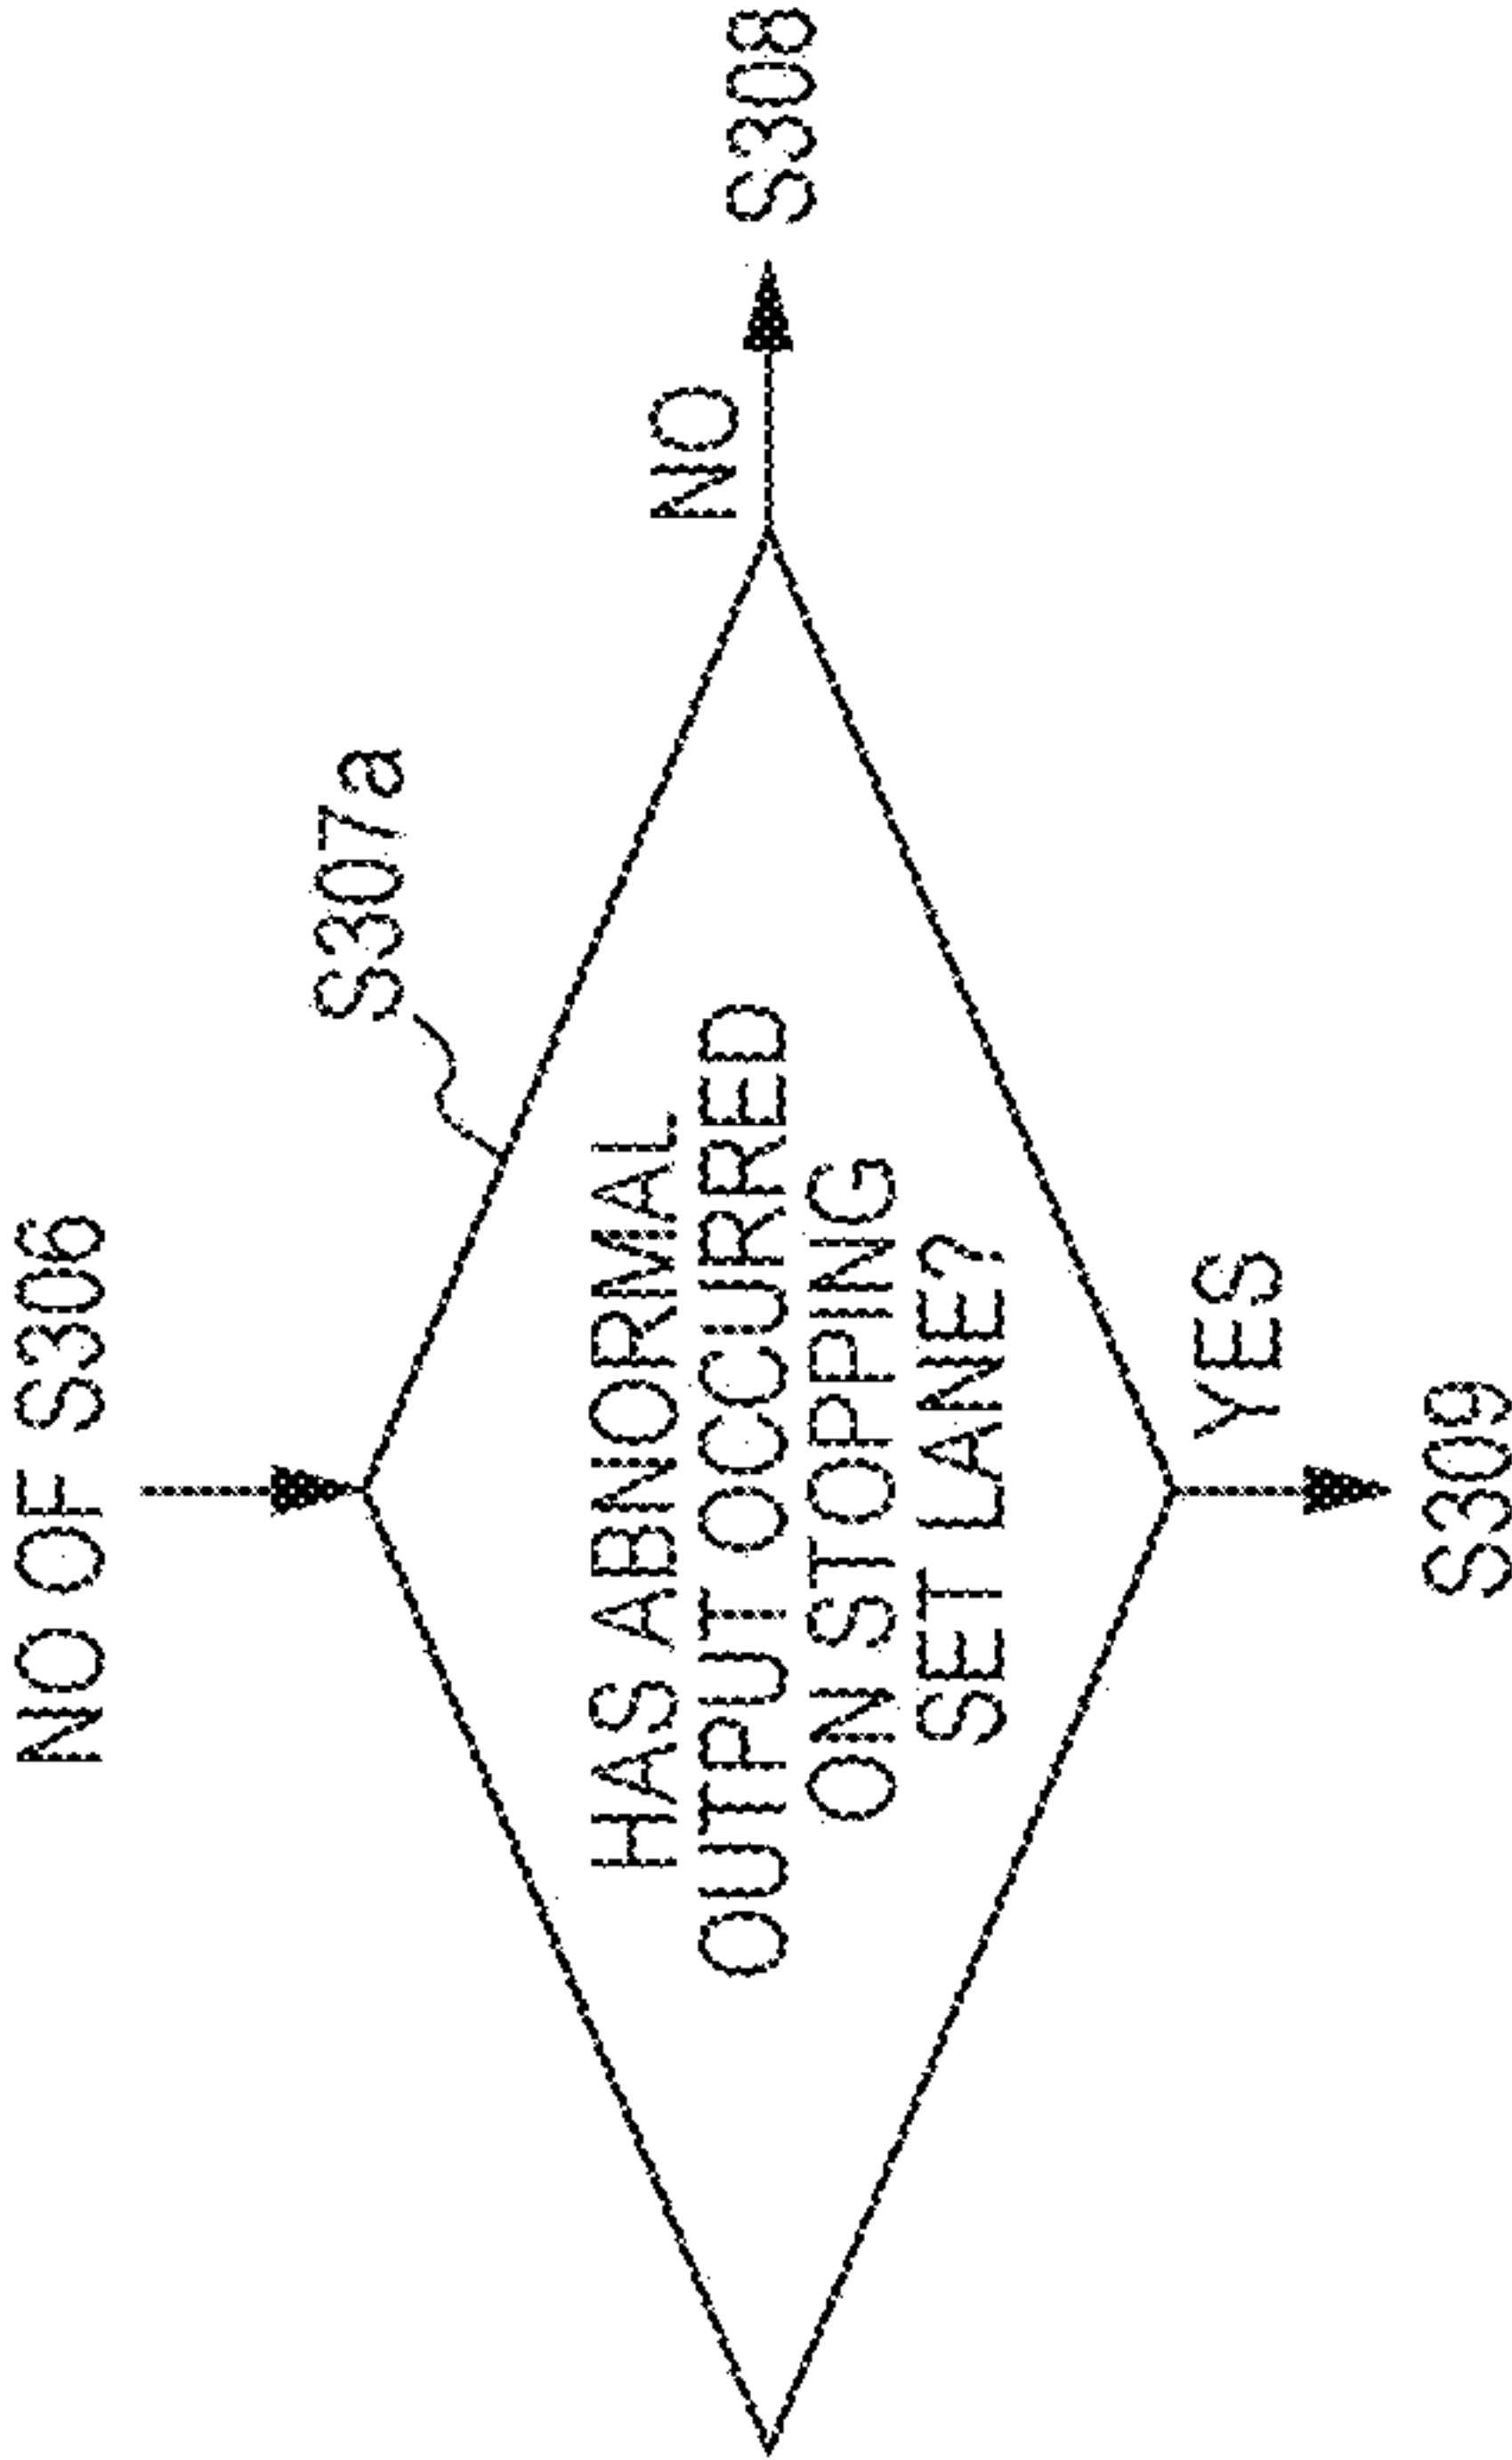 NO OF S306
S307a
HAS ABNORMAL
OUTPUT OCCURRED
ON STOPPING
SET LANE?
NO
S308
YES
S309